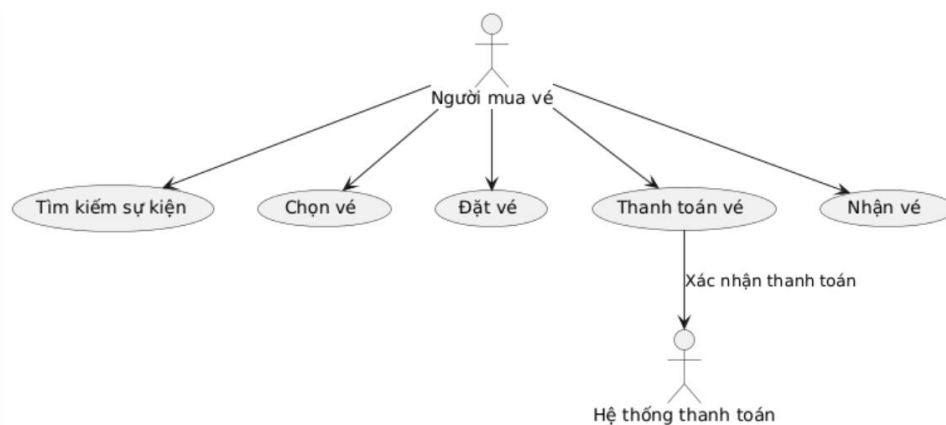 Người mua vé
Tìm kiếm sự kiện
Chọn vé
Đặt vé
Thanh toán vé
Nhận vé
Xác nhận thanh toán
Hệ thống thanh toán